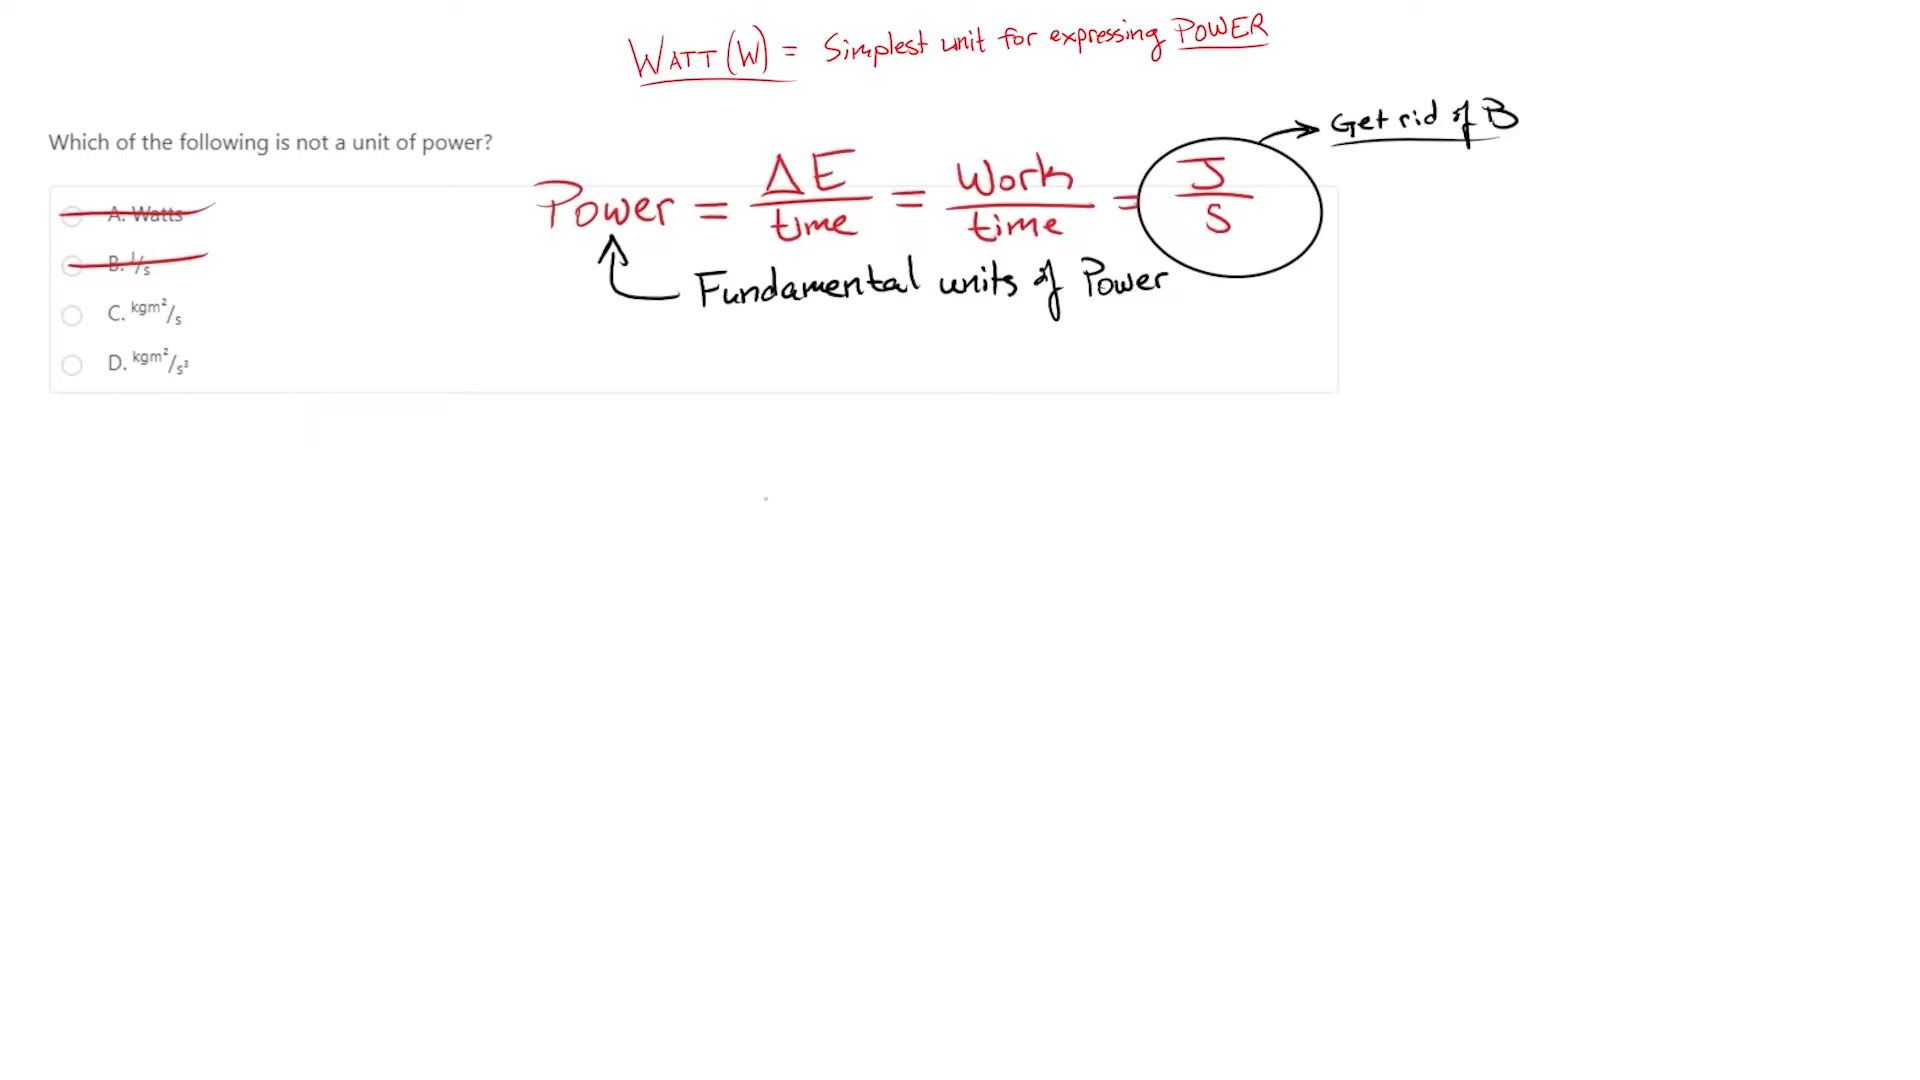 WATT (W) = Simplest unit for expressing POWER
Get rid of B
Which of the following is not a unit of power?
Power = ΔE/time = Work/time = J/S
A. Watts
B. J/s
Fundamental units of Power
C. kgm²/s
D. kgm²/s³